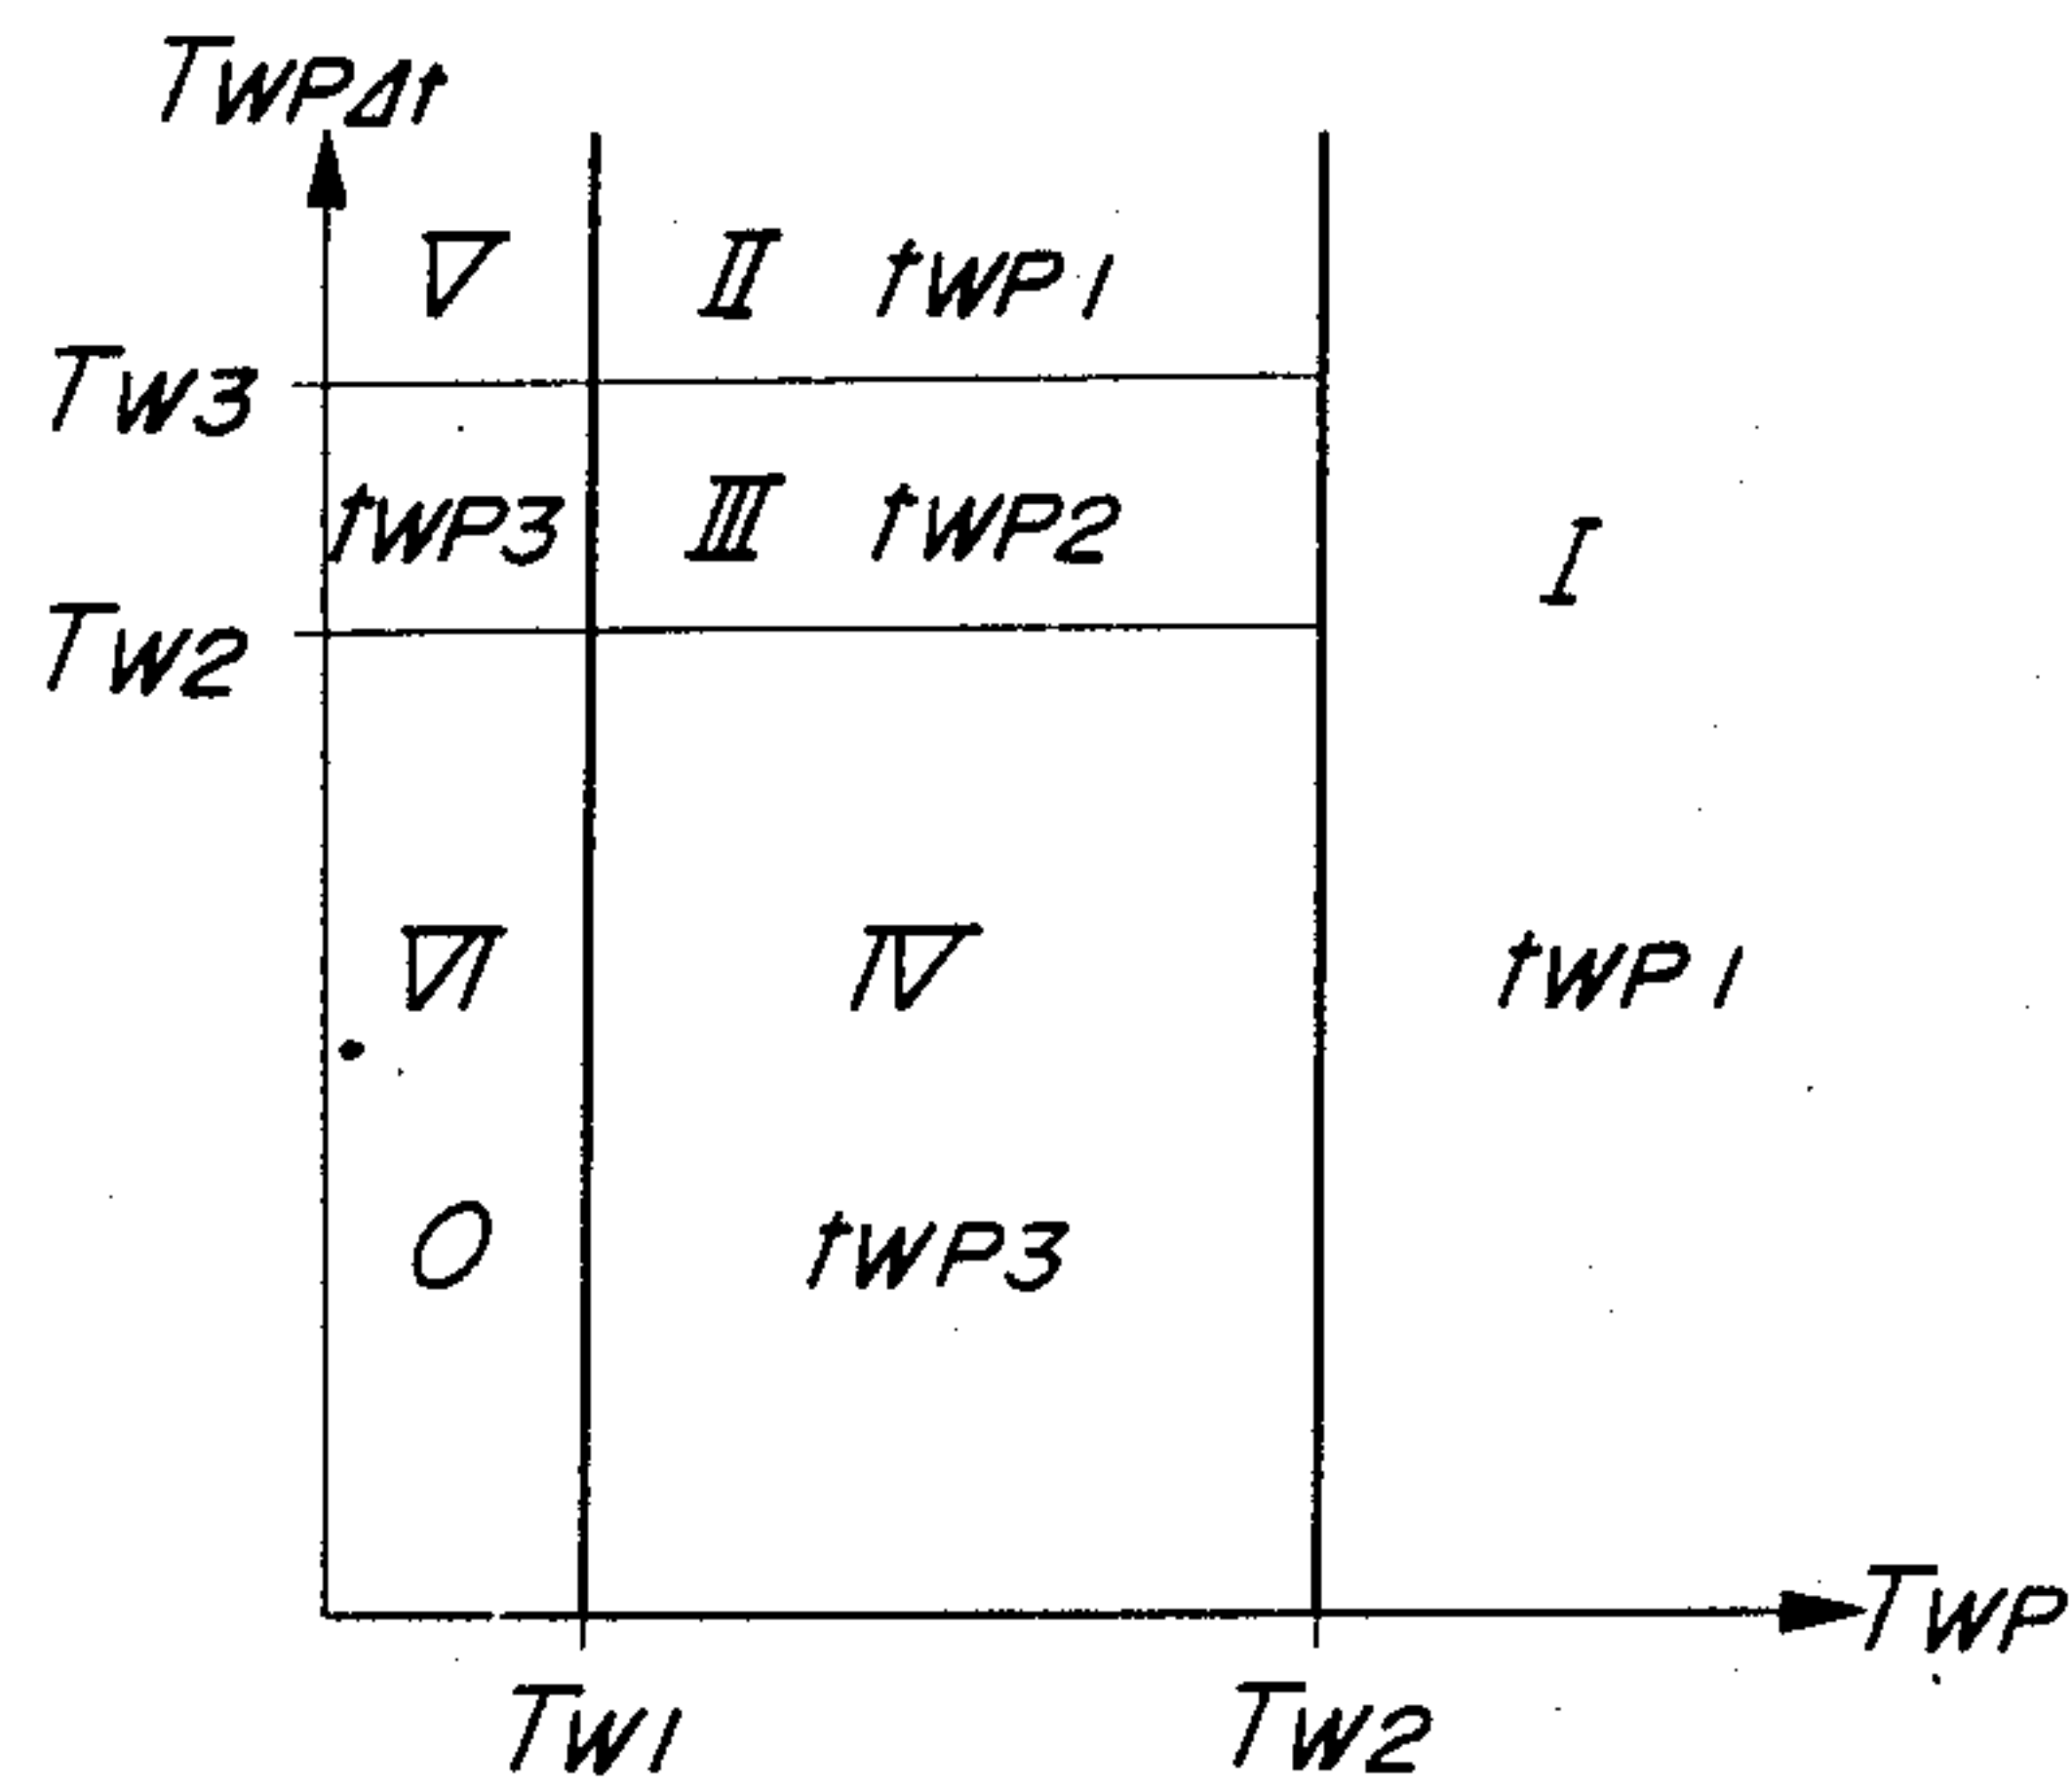 TWPΔt
V II tWP1
TW3
tWP3 III tWP2
I
TW2
VI IV tWP1
O tWP3
TWP
TW1 TW2